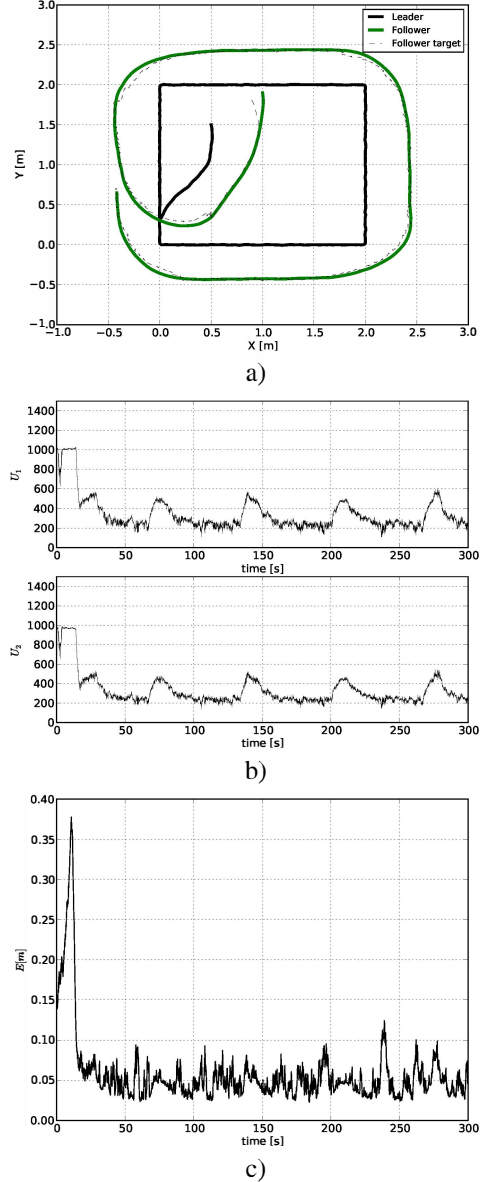 3.0
Leader
Follower
Follower target
2.5
2.0
1.5
Y [m]
1.0
0.5
0.0
−0.5
−1.0
−1.0 −0.5 0.0 0.5 1.0 1.5 2.0 2.5 3.0
X [m]
a)
1400
1200
1000
U1
800
600
400
200
0
0 50 100 150 200 250 300
time [s]
1400
1200
1000
U2
800
600
400
200
0
0 50 100 150 200 250 300
time [s]
b)
0.40
0.35
0.30
0.25
E[m]
0.20
0.15
0.10
0.05
0.00
0 50 100 150 200 250 300
time [s]
c)